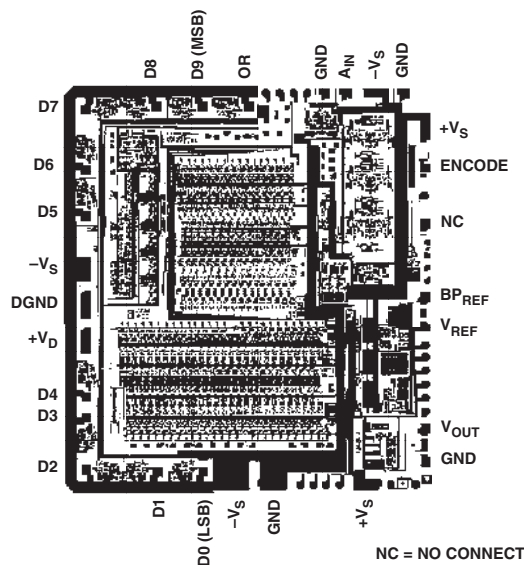 D8
D9 (MSB)
OR
GND
AIN
–VS
GND
D7
D6
D5
–VS
DGND
+VD
D4
D3
D2
+VS
ENCODE
NC
BPREF
VREF
VOUT
GND
D1
D0 (LSB)
–VS
GND
+VS
NC = NO CONNECT